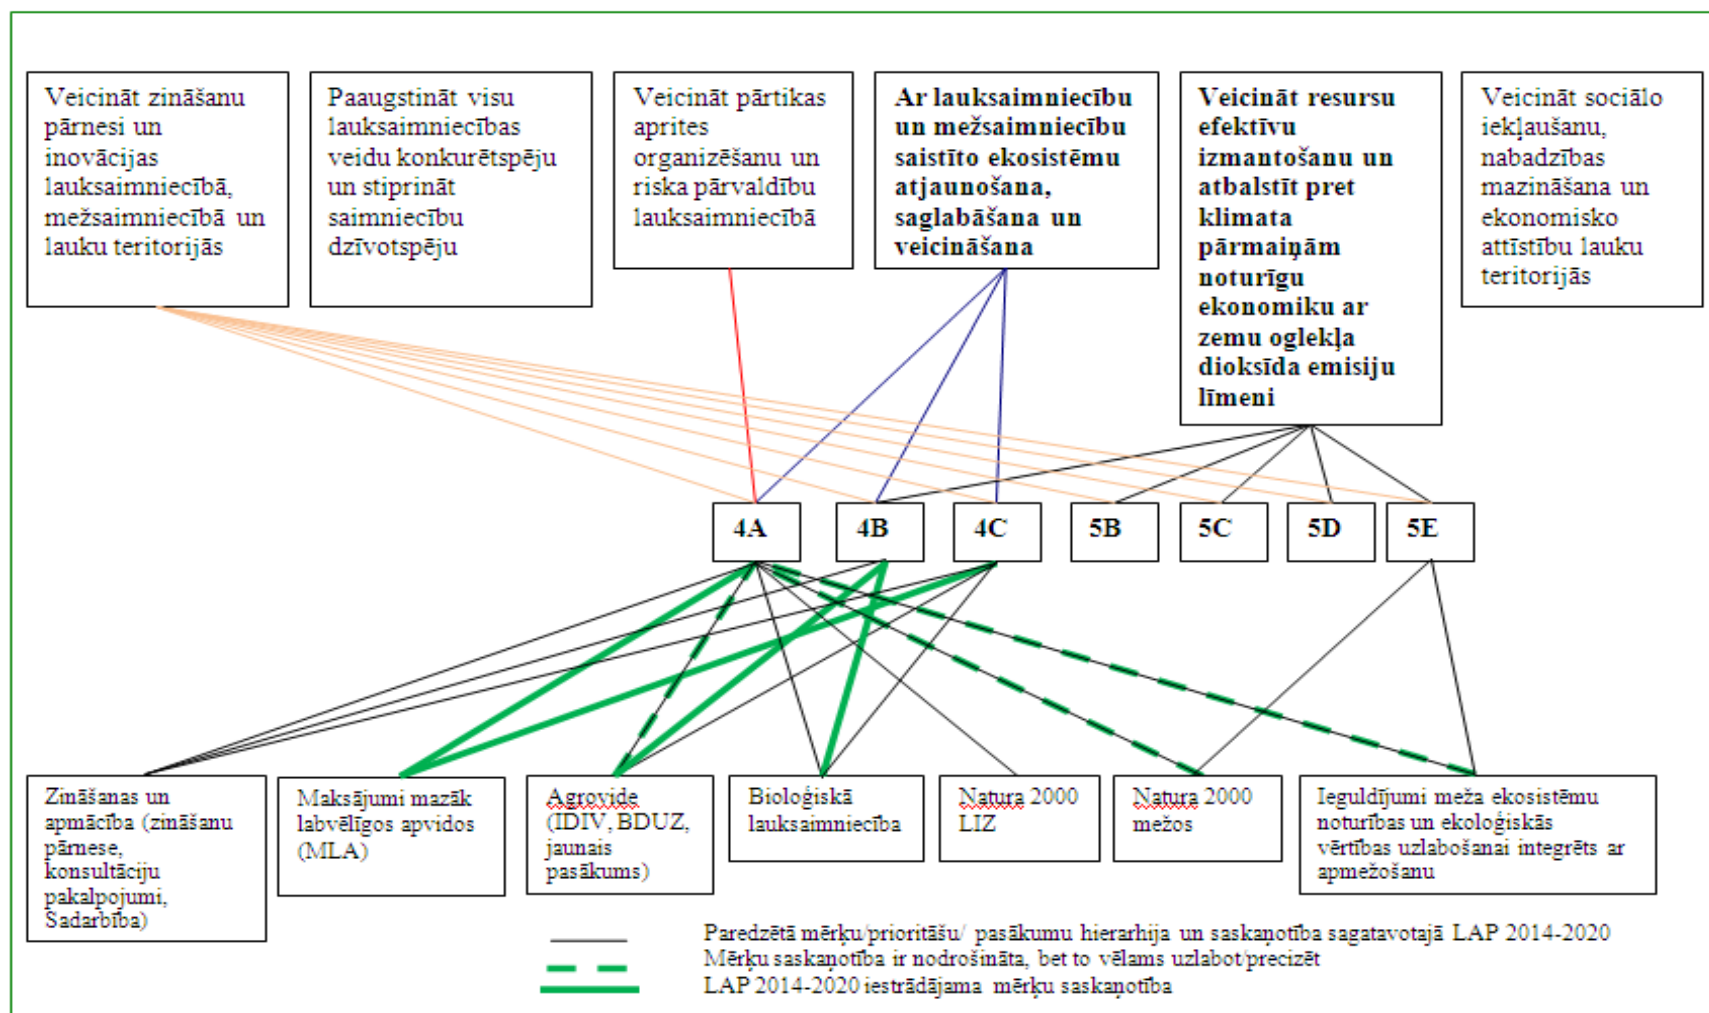 Veicināt zināšanu
pārnesi un
inovācijas
lauksaimniecībā,
mežsaimniecībā un
lauku teritorijās
Paaugstināt visu
lauksaimniecības
veidu konkurētspēju
un stiprināt
saimniecību
dzīvotspēju
Veicināt pārtikas
aprites
organizēšanu un
riska pārvaldību
lauksaimniecībā
Ar lauksaimniecību
un mežsaimniecību
saistīto ekosistēmu
atjaunošana,
saglabāšana un
veicināšana
Veicināt resursu
efektīvu
izmantošanu un
atbalstīt pret
klimata
pārmaiņām
noturīgu
ekonomiku ar
zemu oglekļa
dioksīda emisiju
līmeni
Veicināt sociālo
iekļaušanu,
nabadzības
mazināšana un
ekonomisko
attīstību lauku
teritorijās
4A
4B
4C
5B
5C
5D
5E
Zināšanas un
apmācība (zināšanu
pārnese,
konsultāciju
pakalpojumi,
Sadarbība)
Maksājumi mazāk
labvēlīgos apvidos
(MLA)
Agrovide
(IDIV, BDUZ,
jaunais
pasākums)
Bioloģiskā
lauksaimniecība
Natura 2000
LIZ
Natura 2000
mežos
Ieguldījumi meža ekosistēmu
noturības un ekoloģiskās
vērtības uzlabošanai integrēts ar
apmežošanu
Paredzētā mērķu/prioritāšu/ pasākumu hierarhija un saskaņotība sagatavotajā LAP 2014-2020
Mērķu saskaņotība ir nodrošināta, bet to vēlams uzlabot/precizēt
LAP 2014-2020 iestrādājama mērķu saskaņotība